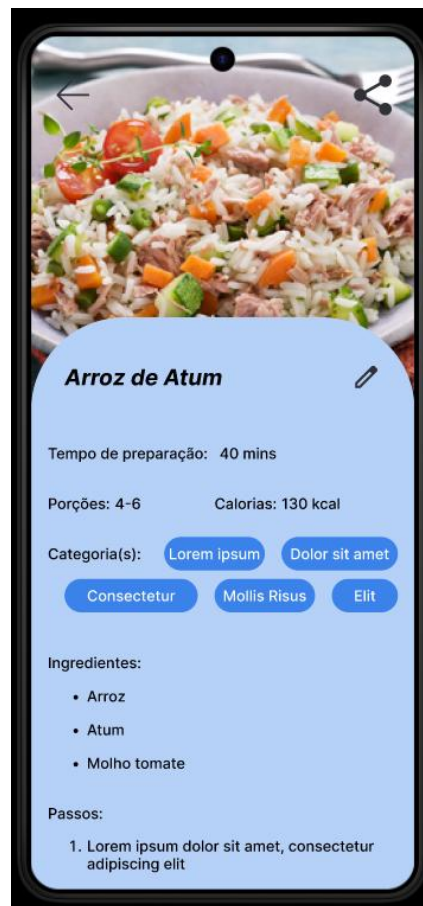 Arroz de Atum
Tempo de preparação: 40 mins
Porções: 4-6 Calorias: 130 kcal
Categoria(s): Lorem ipsum Dolor sit amet
Consectetur Mollis Risus Elit
Ingredientes:
• Arroz
• Atum
• Molho tomate
Passos:
1. Lorem ipsum dolor sit amet, consectetur
adipiscing elit